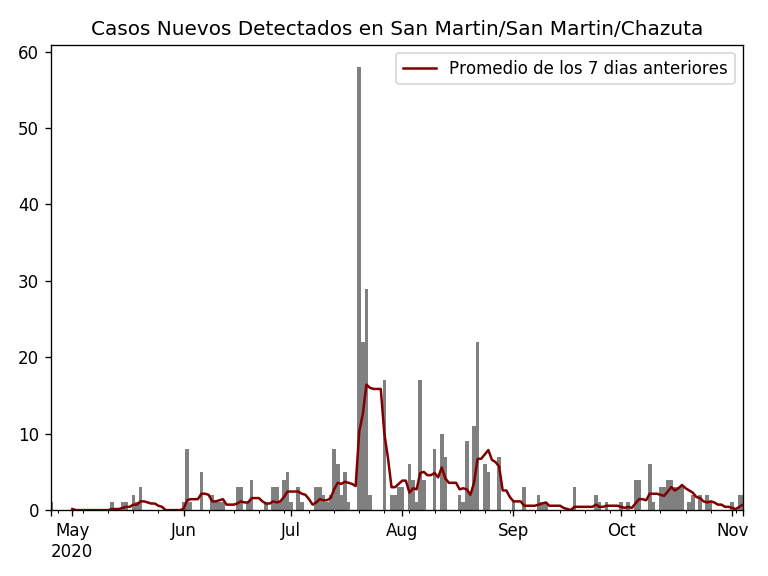 Casos Nuevos Detectados en San Martin/San Martin/Chazuta
Promedio de los 7 dias anteriores
60
50
40
30
20
10
0
May Jun Jul Aug Sep Oct Nov
2020